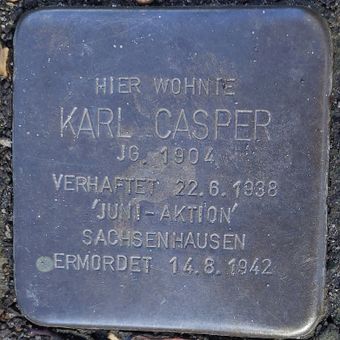 HIER WOHNTE
KARL CASPER
JG. 1904
VERHAFTET 22.6.1938
'JUNI-AKTION'
SACHSENHAUSEN
ERMORDET 14.8.1942